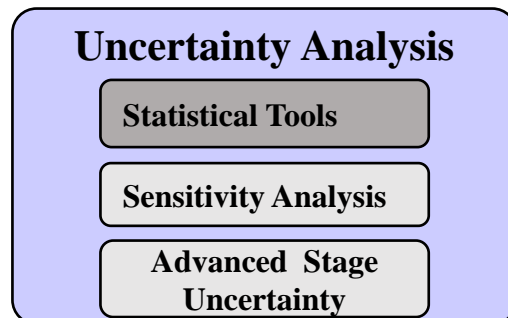 Uncertainty Analysis
Statistical Tools
Sensitivity Analysis
Advanced Stage
Uncertainty